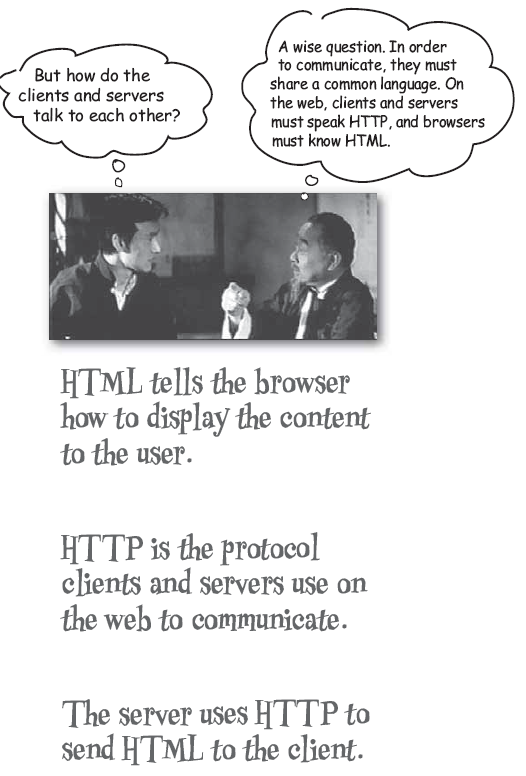 But how do the
clients and servers
talk to each other?
A wise question. In order
to communicate, they must
share a common language. On
the web, clients and servers
must speak HTTP, and browsers
must know HTML.
HTML tells the browser
how to display the content
to the user.
HTTP is the protocol
clients and servers use on
the web to communicate.
The server uses HTTP to
send HTML to the client.